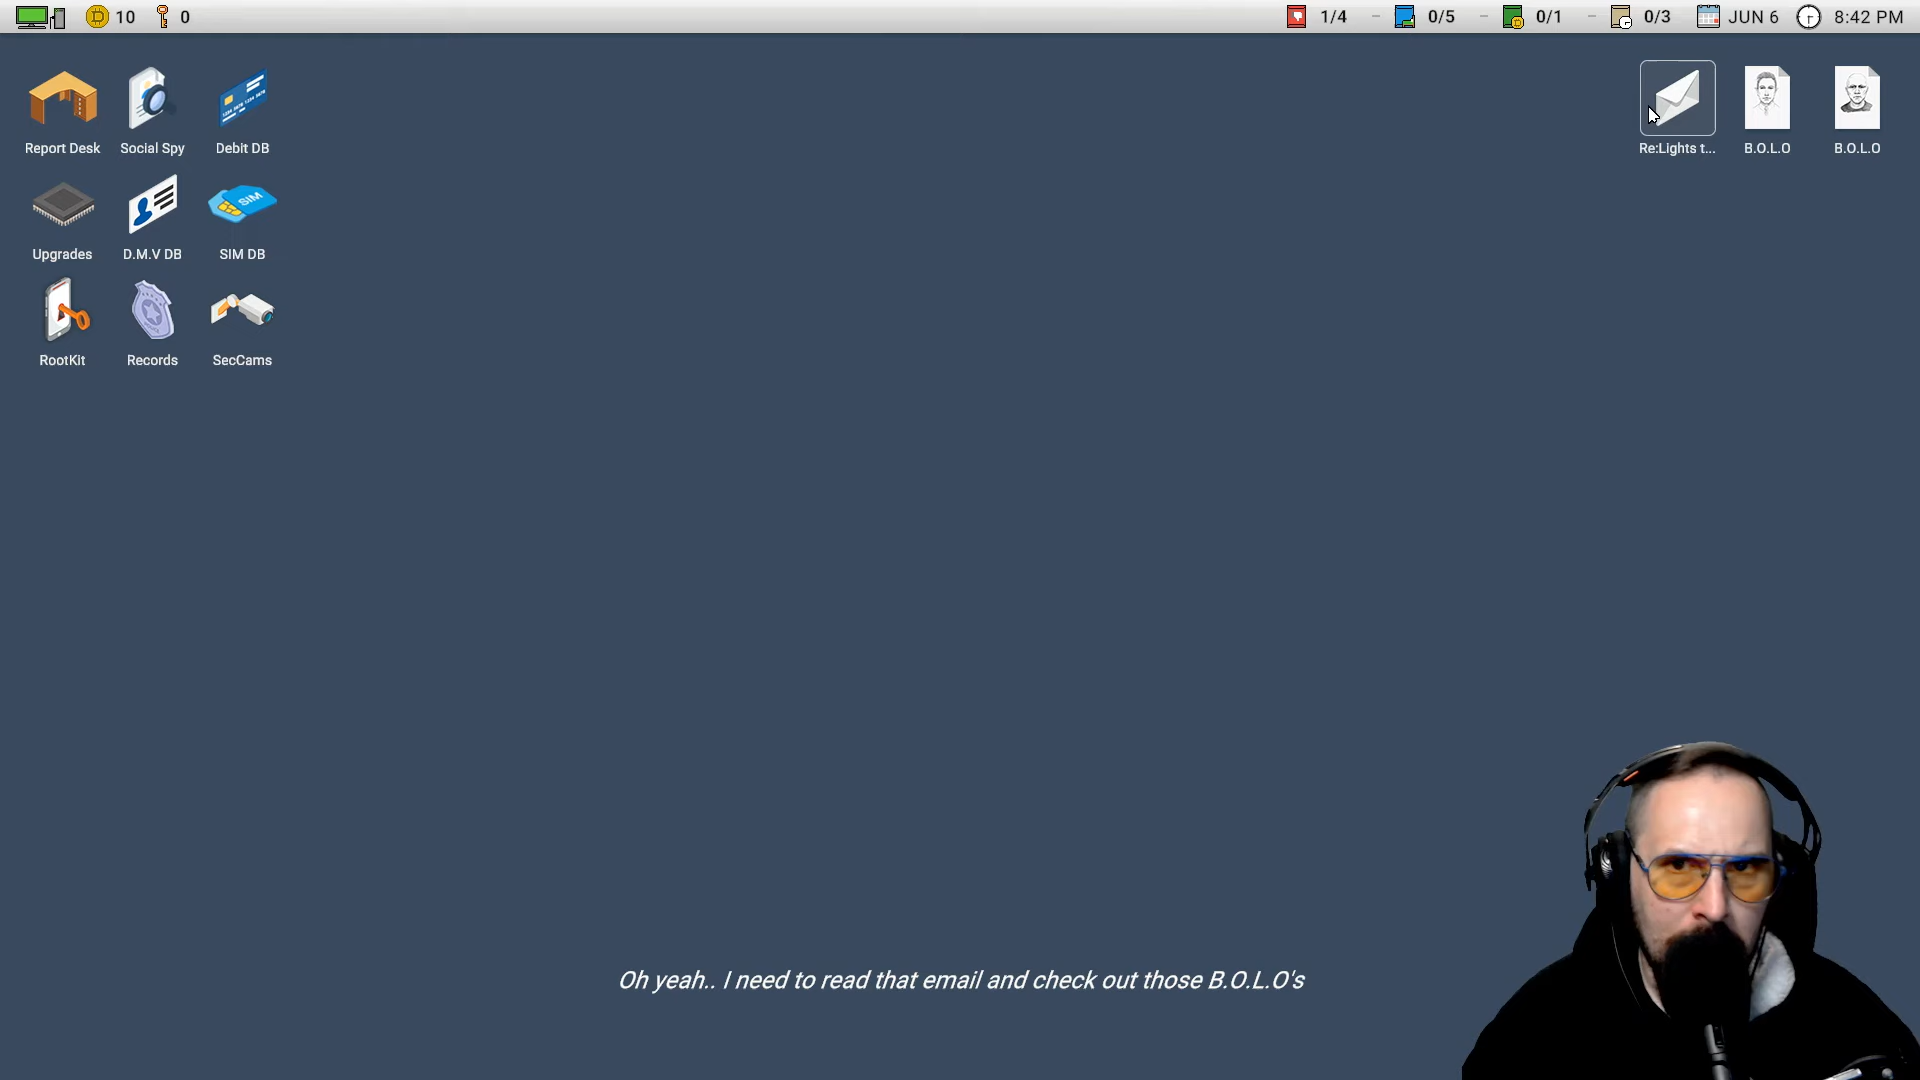 10 0 1/4 0/5 0/1 0/3 JUN 6 8:42 PM
Report Desk Social Spy Debit DB Re:Lights t... B.O.L.O B.O.L.O
Upgrades D.M.V DB SIM DB
RootKit Records SecCams
Oh yeah.. I need to read that email and check out those B.O.L.O's